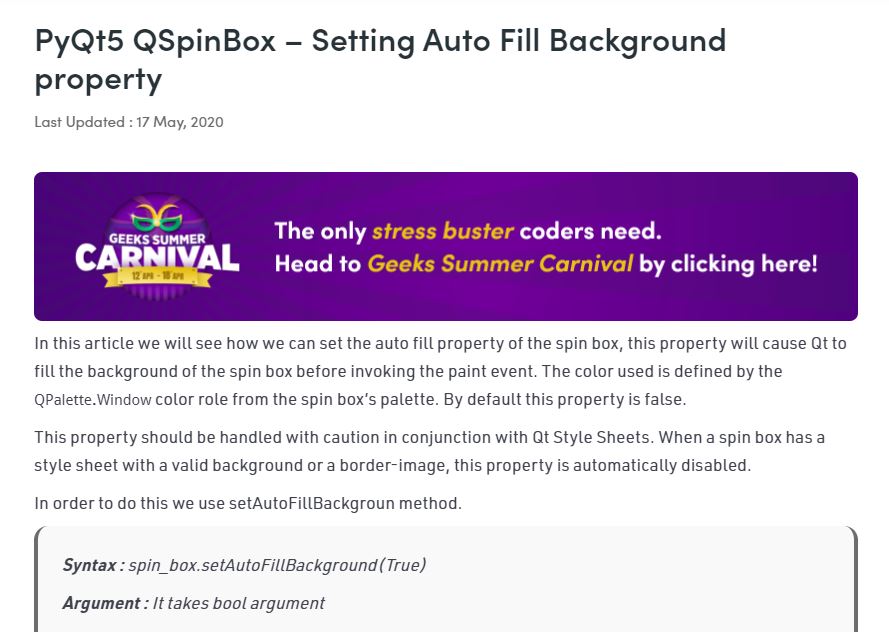 PyQt5 QSpinBox – Setting Auto Fill Background
property
Last Updated : 17 May, 2020
GEEKS SUMMER
CARNIVAL
12 APR - 18 APR
The only stress buster coders need.
Head to Geeks Summer Carnival by clicking here!
In this article we will see how we can set the auto fill property of the spin box, this property will cause Qt to
fill the background of the spin box before invoking the paint event. The color used is defined by the
QPalette.Window color role from the spin box’s palette. By default this property is false.
This property should be handled with caution in conjunction with Qt Style Sheets. When a spin box has a
style sheet with a valid background or a border-image, this property is automatically disabled.
In order to do this we use setAutoFillBackgroun method.
Syntax : spin_box.setAutoFillBackground(True)
Argument : It takes bool argument